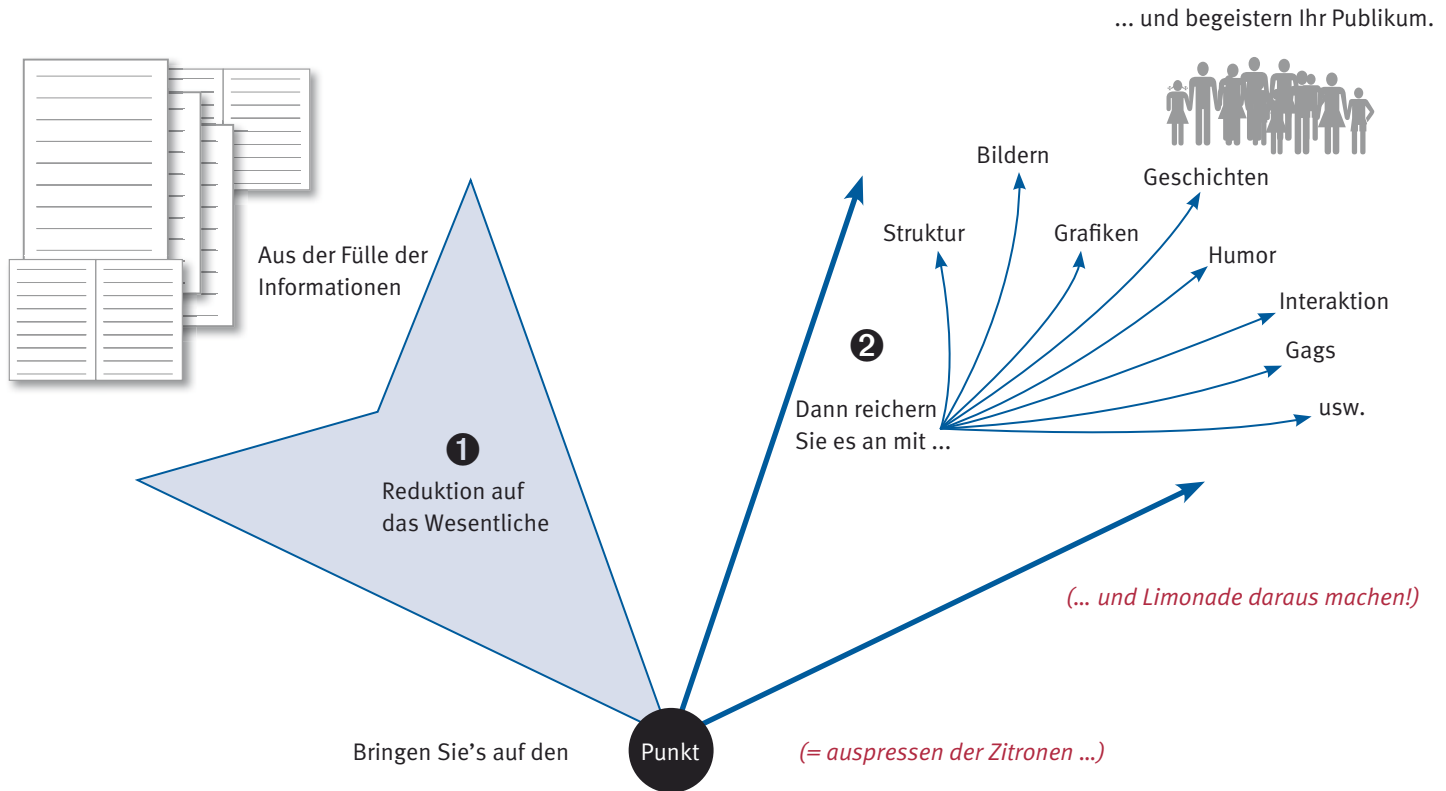 ... und begeistern Ihr Publikum.
Aus der Fülle der
Informationen
❶
Reduktion auf
das Wesentliche
Bringen Sie's auf den
Punkt
(= auspressen der Zitronen ...)
(... und Limonade daraus machen!)
❷
Dann reichern
Sie es an mit ...
Struktur
Bildern
Grafiken
Geschichten
Humor
Interaktion
Gags
usw.